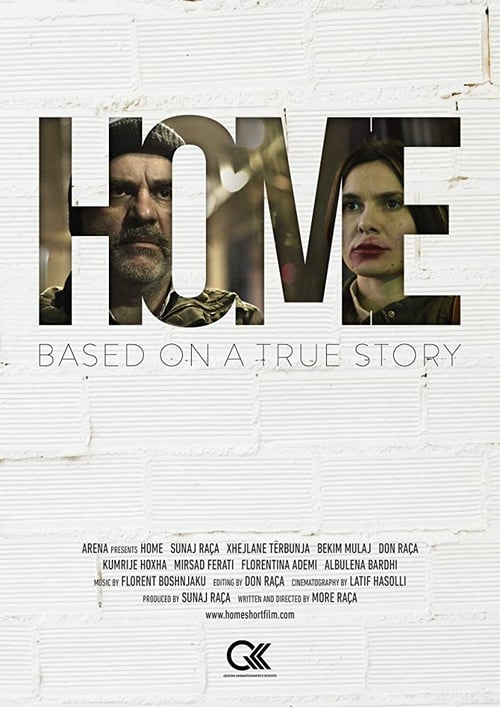 HOME
BASED ON A TRUE STORY
ARENA PRESENTS HOME SUNAJ RAÇA XHEJLANE TËRBUNJA BEKIM MULAJ DON RAÇA
KUMRIJE HOXHA MIRSAD FERATI FLORENTINA ADEMI ALBULENA BARDHI
MUSIC BY FLORENT BOSHNJAKU EDITING BY DON RAÇA CINEMATOGRAPHY BY LATIF HASOLLI
PRODUCED BY SUNAJ RAÇA WRITTEN AND DIRECTED BY MORE RAÇA
www.homeshortfilm.com
QKK